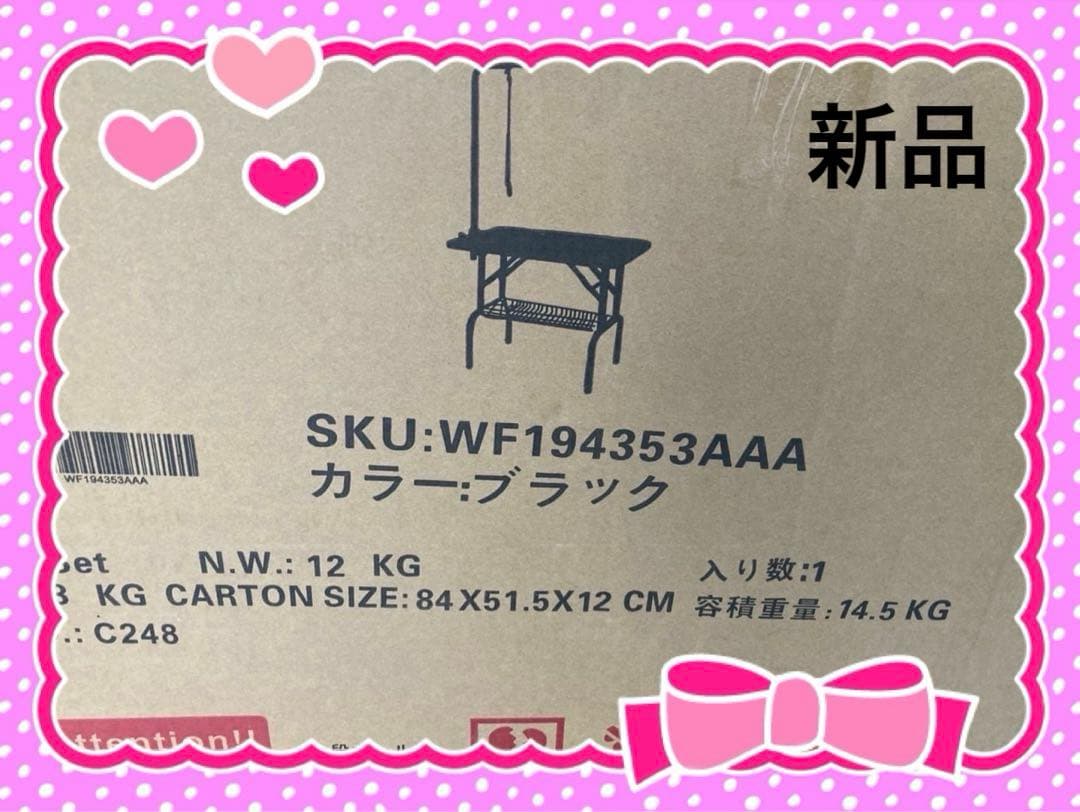 新品
SKU:WF194353AAA
カラー:ブラック
WF194353AAA
N.W.: 12 KG
入り数:1
KG CARTON SIZE: 84X51.5X12 CM
容積重量: 14.5 KG
.: C248
ttention!!